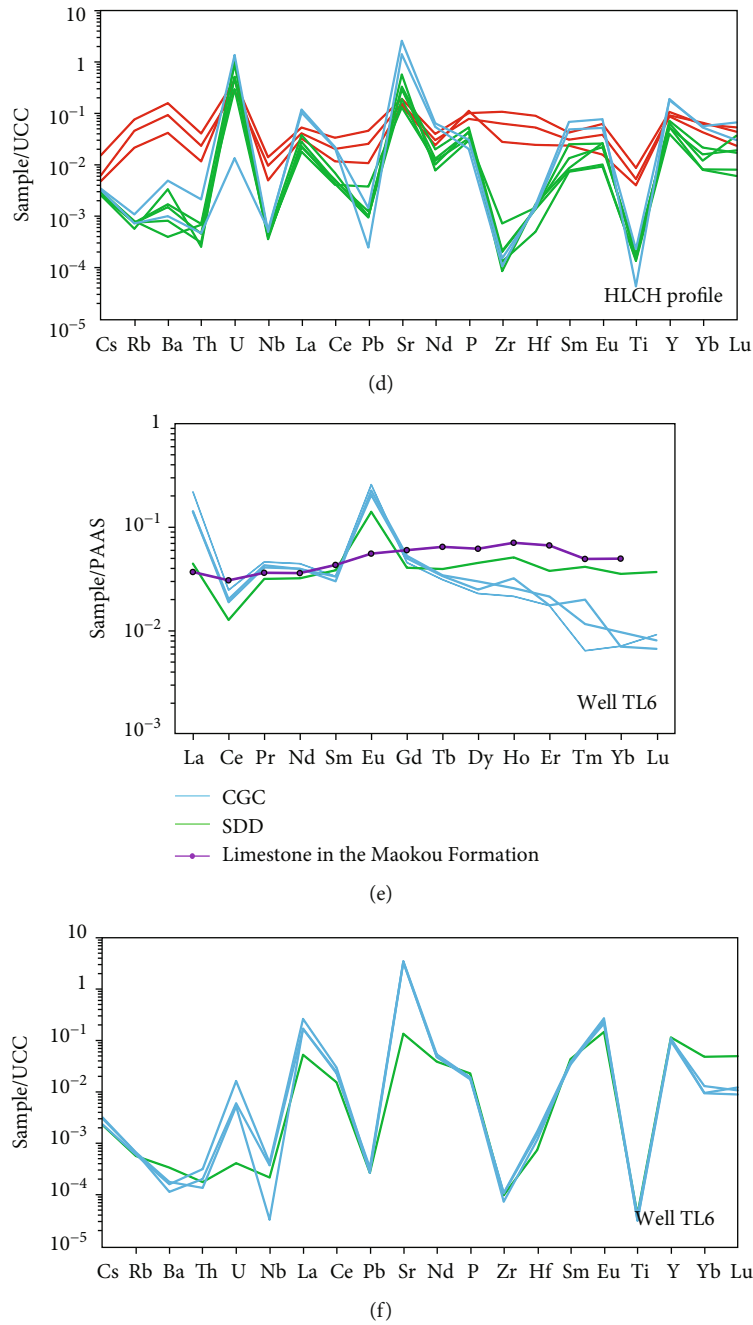 10
1
10⁻¹
10⁻²
10⁻³
10⁻⁴
10⁻⁵
Sample/UCC
HLCH profile
Cs Rb Ba Th U Nb La Ce Pb Sr Nd P Zr Hf Sm Eu Ti Y Yb Lu
(d)
1
10⁻¹
10⁻²
10⁻³
Sample/PAAS
Well TL6
La Ce Pr Nd Sm Eu Gd Tb Dy Ho Er Tm Yb Lu
CGC
SDD
Limestone in the Maokou Formation
(e)
10
1
10⁻¹
10⁻²
10⁻³
10⁻⁴
10⁻⁵
Sample/UCC
Well TL6
Cs Rb Ba Th U Nb La Ce Pb Sr Nd P Zr Hf Sm Eu Ti Y Yb Lu
(f)